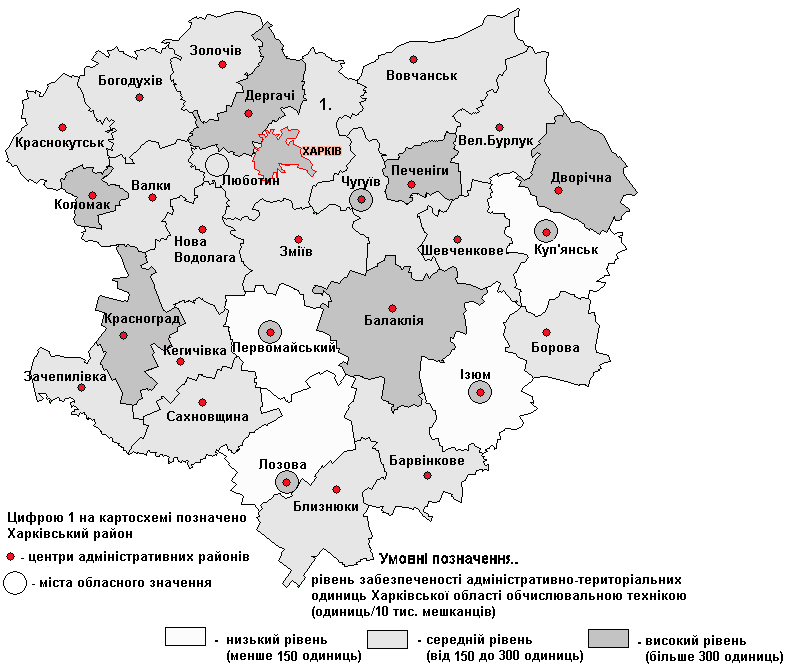 Золочів
Вовчанськ
Богодухів
Дергачі
1.
Краснокутськ
Вел.Бурлук
ХАРКІВ
Печеніги
Дворічна
Люботин
Чугуїв
Валки
Коломак
Нова
Водолага
Зміїв
Шевченкове
Куп'янськ
Красноград
Балаклія
Кегичівка
Первомайський
Борова
Зачепилівка
Ізюм
Сахновщина
Лозова
Барвінкове
Близнюки
Цифрою 1 на картосхемі позначено
Харківський район
- центри адміністративних районів
- міста обласного значення
Умовні позначення..
рівень забезпеченості адміністративно-територіальних
одиниць Харківської області обчислювальною технікою
(одиниць/10 тис. мешканців)
- низький рівень
(менше 150 одиниць)
- середній рівень
(від 150 до 300 одиниць)
- високий рівень
(більше 300 одиниць)